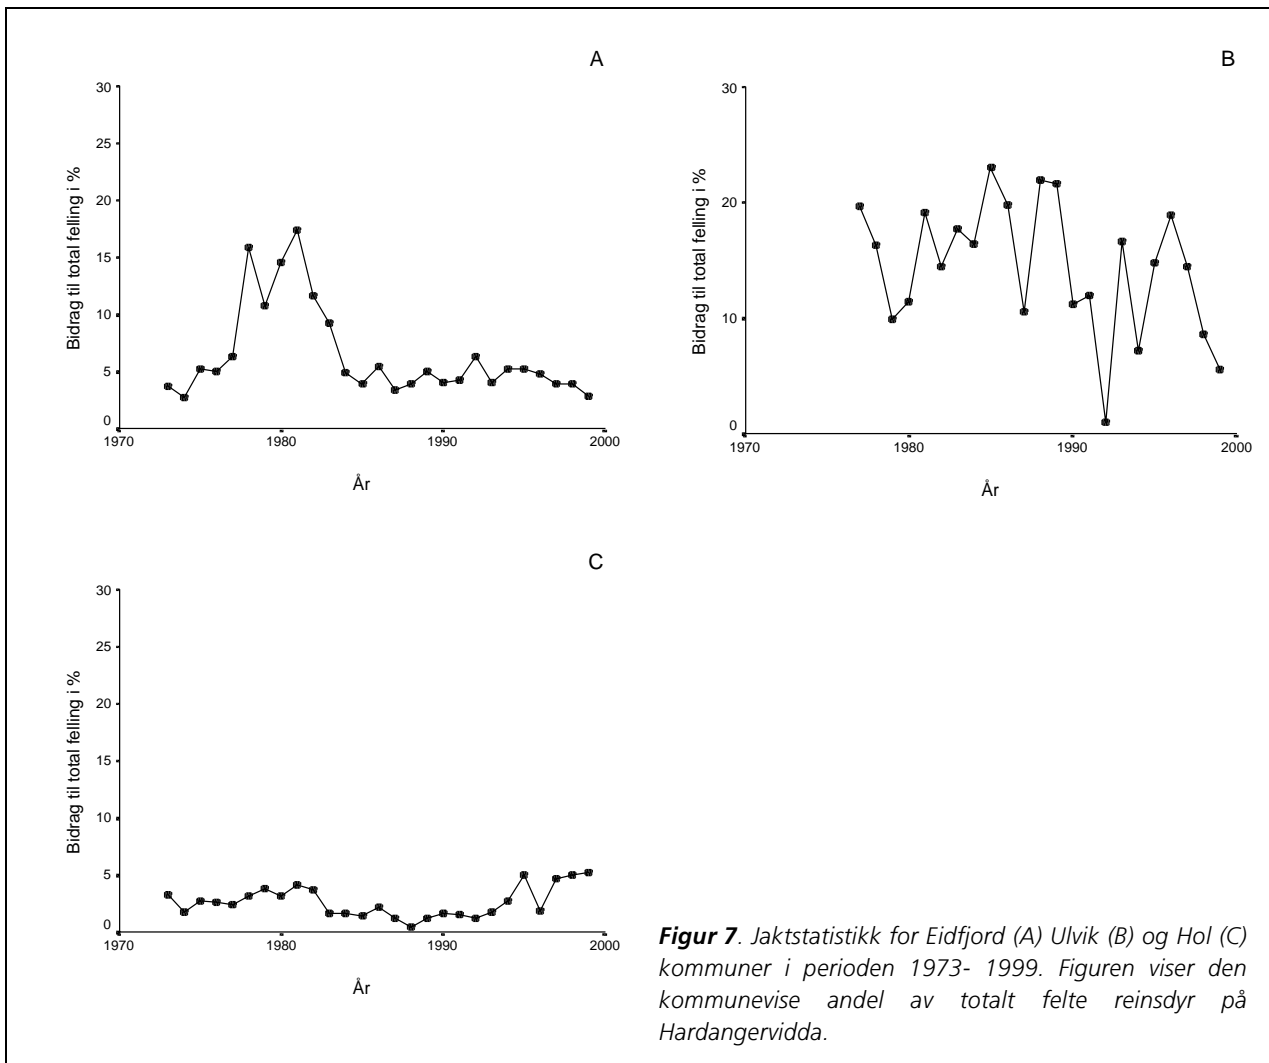 A
Bidrag til total felling i %
30
25
20
15
10
5
0
1970
1980
1990
2000
År
B
Bidrag til total felling i %
30
20
10
0
1970
1980
1990
2000
År
C
Bidrag til total felling i %
30
25
20
15
10
5
0
1970
1980
1990
2000
År
Figur 7. Jaktstatistikk for Eidfjord (A) Ulvik (B) og Hol (C)
kommuner i perioden 1973- 1999. Figuren viser den
kommunevise andel av totalt felte reinsdyr på
Hardangervidda.